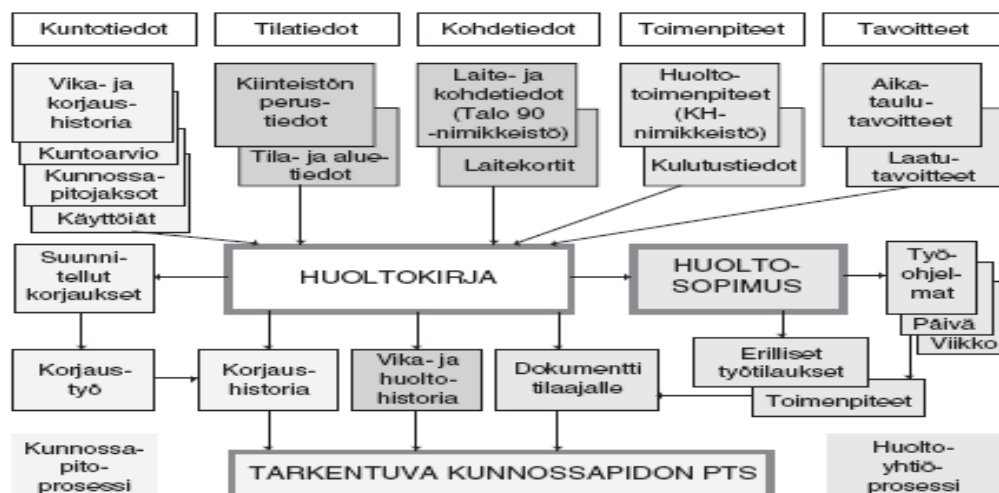 Kuntotiedot
Tilatiedot
Kohdetiedot
Toimenpiteet
Tavoitteet
Vika- ja
korjaus-
historia
Kuntoarvio
Kunnossa-
pitojaksot
Käyttöiät
Kiinteistön
perus-
tiedot
Tila- ja alue-
tiedot
Laite- ja
kohdetiedot
(Talo 90
-nimikkeistö)
Laitekortit
Huolto-
toimenpiteet
(KH-
nimikkeistö)
Kulutustiedot
Aika-
taulu-
tavoitteet
Laatu-
tavoitteet
Suunni-
tellut
korjaukset
HUOLTOKIRJA
HUOLTO-
SOPIMUS
Työ-
ohjel-
mat
Päivä
Viikko
Korjaus-
työ
Korjaus-
historia
Vika- ja
huolto-
historia
Dokumentti
tilaajalle
Erilliset
työtilaukset
Toimenpiteet
Kunnossa-
pito-
prosessi
TARKENTUVA KUNNOSSAPIDON PTS
Huolto-
yhtiö-
prosessi